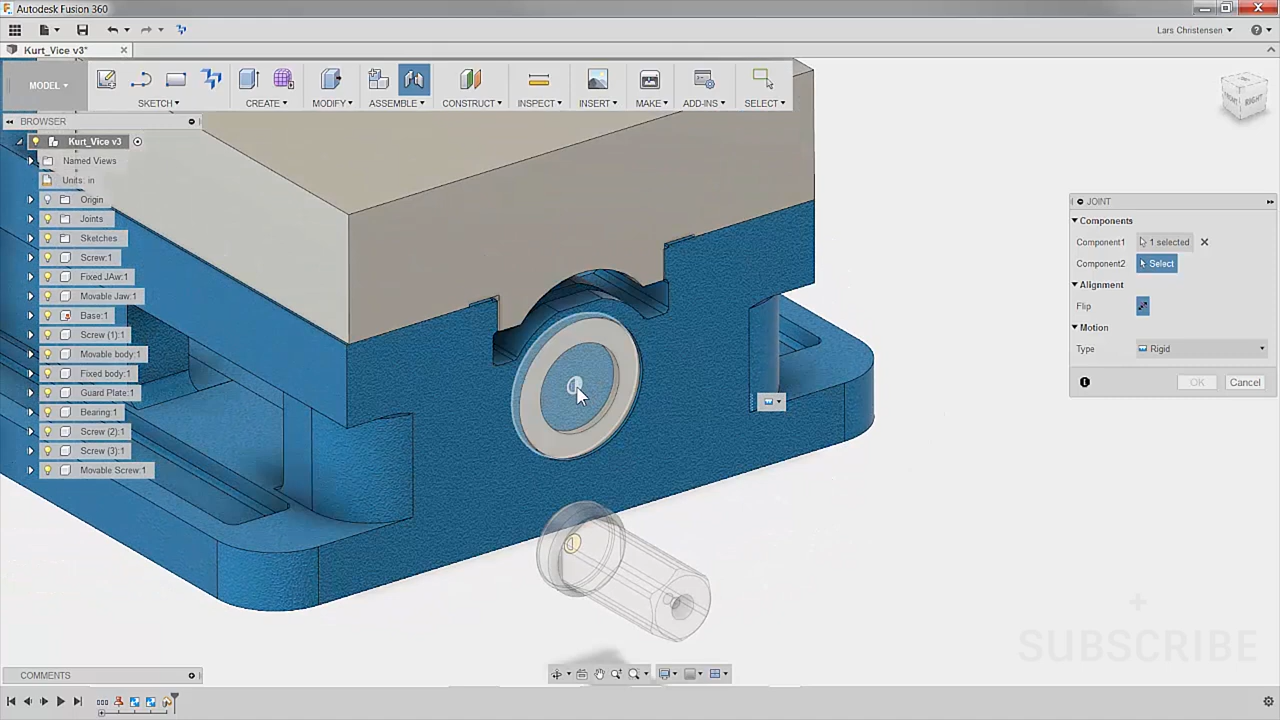 Autodesk Fusion 360
Lars Christensen
Kurt_Vice v3*
MODEL
SKETCH
CREATE
MODIFY
ASSEMBLE
CONSTRUCT
INSPECT
INSERT
MAKE
ADD-INS
SELECT
RIGHT
BROWSER
Kurt_Vice v3
Named Views
Units: in
Origin
Joints
Sketches
Screw:1
Fixed JAw:1
Movable Jaw:1
Base:1
Screw (1):1
Movable body:1
Fixed body:1
Guard Plate:1
Bearing:1
Screw (2):1
Screw (3):1
Movable Screw:1
JOINT
Components
Component1
1 selected
Component2
Select
Alignment
Flip
Motion
Type
Rigid
OK
Cancel
1
SUBSCRIBE
COMMENTS